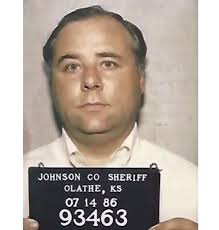 JOHNSON CO SHERIFF
OLATHE, KS
07 14 86
93463